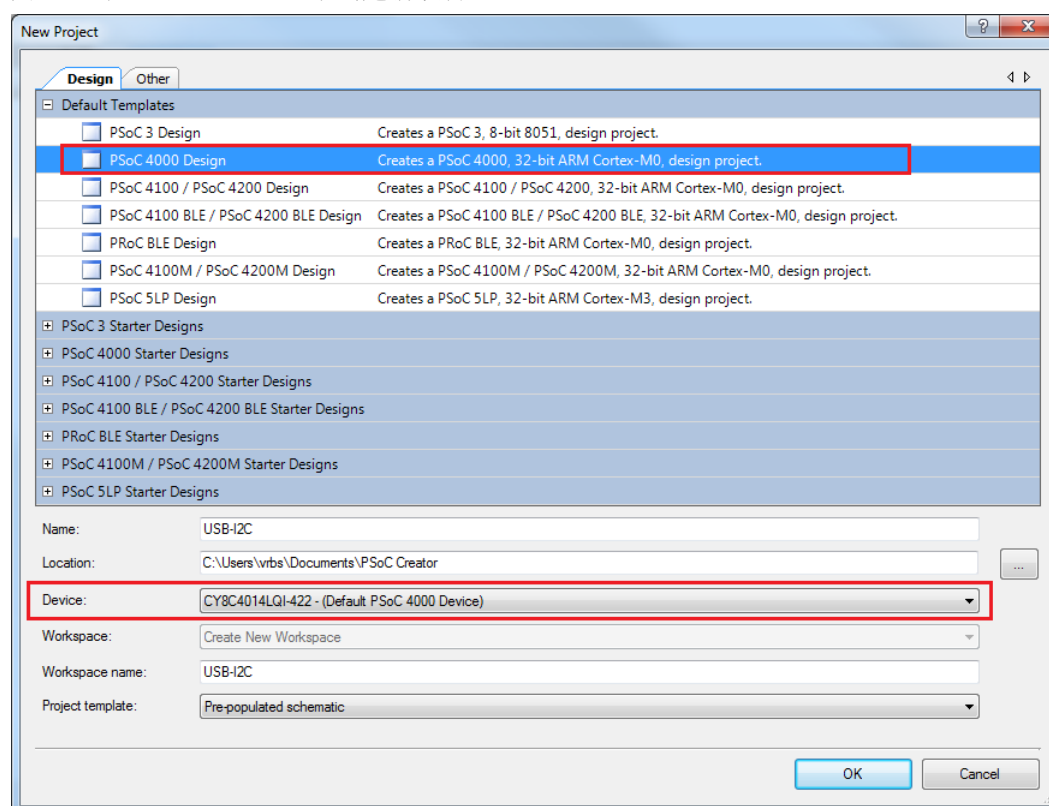 New Project
Design Other
Default Templates
PSoC 3 Design Creates a PSoC 3, 8-bit 8051, design project.
PSoC 4000 Design Creates a PSoC 4000, 32-bit ARM Cortex-M0, design project.
PSoC 4100 / PSoC 4200 Design Creates a PSoC 4100 / PSoC 4200, 32-bit ARM Cortex-M0, design project.
PSoC 4100 BLE / PSoC 4200 BLE Design Creates a PSoC 4100 BLE / PSoC 4200 BLE, 32-bit ARM Cortex-M0, design project.
PRoC BLE Design Creates a PRoC BLE, 32-bit ARM Cortex-M0, design project.
PSoC 4100M / PSoC 4200M Design Creates a PSoC 4100M / PSoC 4200M, 32-bit ARM Cortex-M0, design project.
PSoC 5LP Design Creates a PSoC 5LP, 32-bit ARM Cortex-M3, design project.
PSoC 3 Starter Designs
PSoC 4000 Starter Designs
PSoC 4100 / PSoC 4200 Starter Designs
PSoC 4100 BLE / PSoC 4200 BLE Starter Designs
PRoC BLE Starter Designs
PSoC 4100M / PSoC 4200M Starter Designs
PSoC 5LP Starter Designs
Name: USB-I2C
Location: C:\Users\vrbs\Documents\PSoC Creator ...
Device: CY8C4014LQI-422 - (Default PSoC 4000 Device)
Workspace: Create New Workspace
Workspace name: USB-I2C
Project template: Pre-populated schematic
OK Cancel